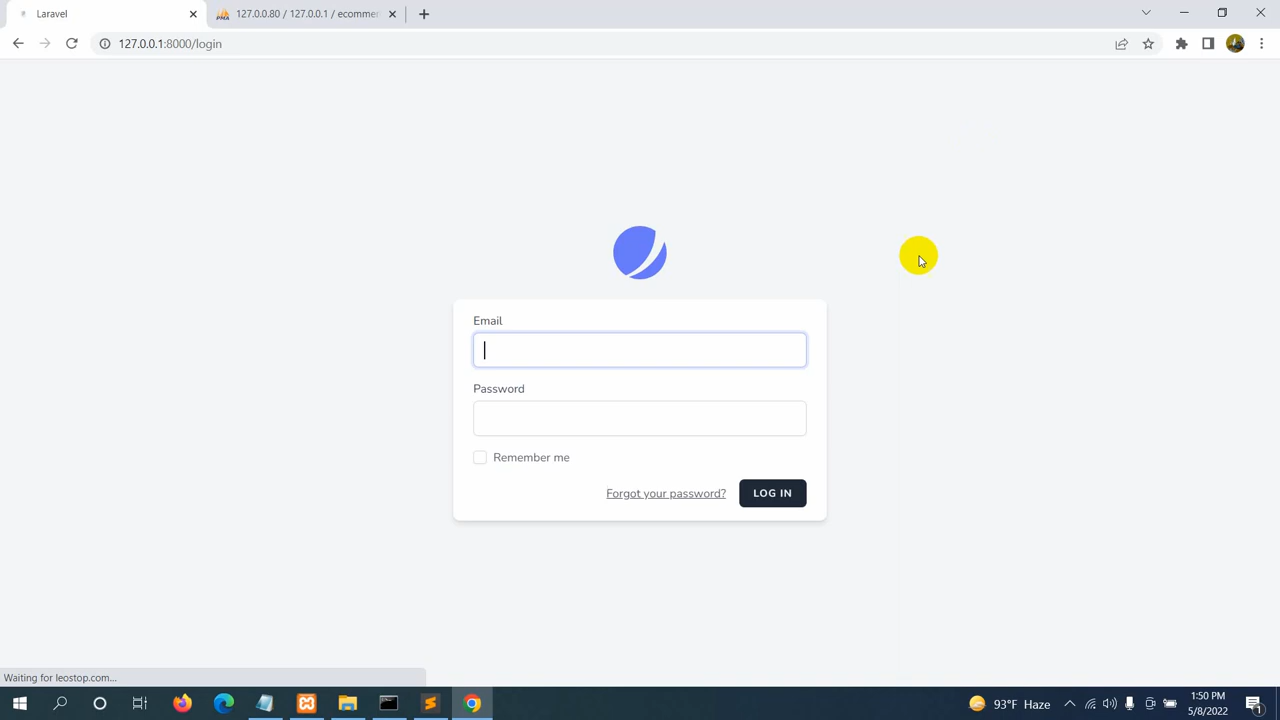 Laravel
127.0.0.80 / 127.0.0.1 / ecommer
127.0.0.1:8000/login
Email
Password
Remember me
Forgot your password?
LOG IN
Waiting for leostop.com...
93°F Haze
1:50 PM
5/8/2022
1